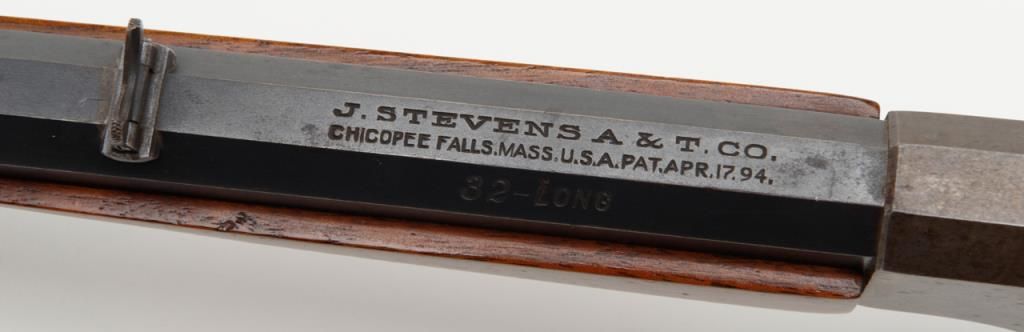 J. STEVENS A & T. CO.
CHICOPEE FALLS.MASS.U.S.A.PAT.APR.17.94.
32-LONG